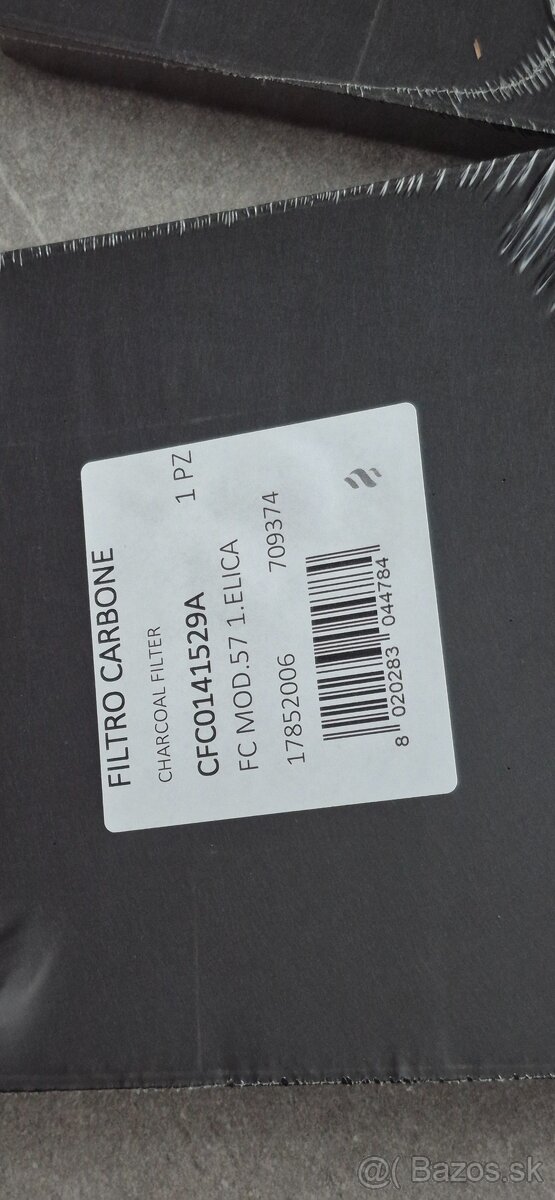 FILTRO CARBONE
CHARCOAL FILTER 1 PZ
CFC0141529A
FC MOD.57 1.ELICA
17852006 709374
8 020283 044784
@( Bazos.sk